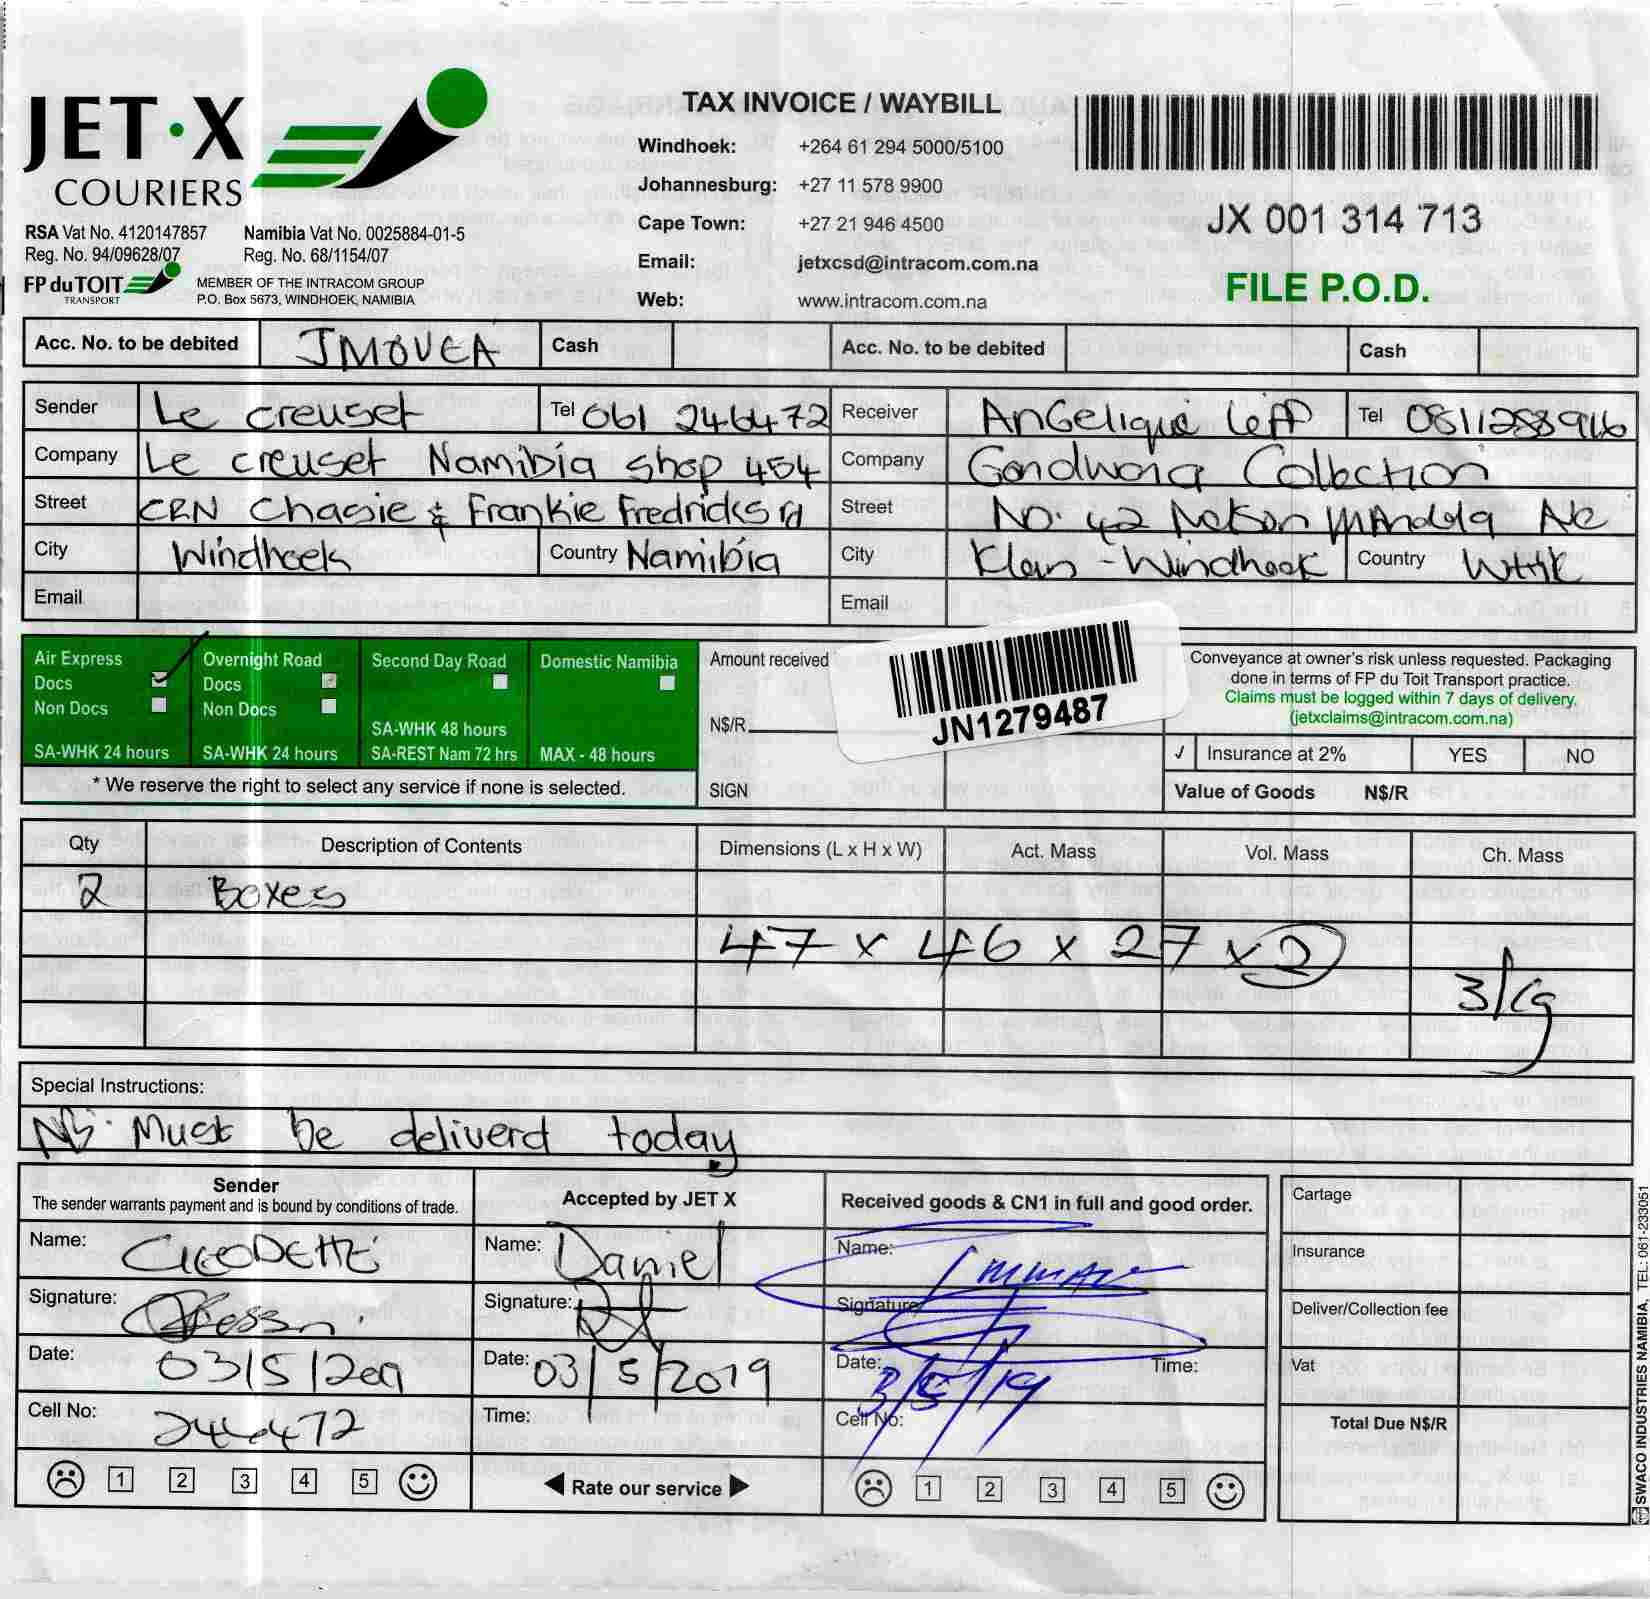 JET·X
COURIERS
RSA Vat No. 4120147857 Namibia Vat No. 0025884-01-5
Reg. No. 94/09628/07 Reg. No. 68/1154/07
FP du TOIT
TRANSPORT
MEMBER OF THE INTRACOM GROUP
P.O. Box 5673, WINDHOEK, NAMIBIA
TAX INVOICE / WAYBILL
Windhoek: +264 61 294 5000/5100
Johannesburg: +27 11 578 9900
Cape Town: +27 21 946 4500
Email: jetxcsd@intracom.com.na
Web: www.intracom.com.na
JX 001 314 713
FILE P.O.D.
Acc. No. to be debited JMOVEA Cash Acc. No. to be debited Cash
Sender Le creuset Tel 061 246472
Company Le creuset Namibia shop 454
Street CRN Chasie & Frankie Fredricks rd
City Windhoek Country Namibia
Email
Receiver Angelique Tel 0811288916
Company Gondwana Collection
Street No. 42 Nelson Mandela Ave
City Klein - Windhoek Country Whk
Email
Air Express
Docs
Non Docs
SA-WHK 24 hours
Overnight Road
Docs
Non Docs
SA-WHK 24 hours
Second Day Road
SA-WHK 48 hours
SA-REST Nam 72 hrs
Domestic Namibia
MAX - 48 hours
* We reserve the right to select any service if none is selected.
Amount received
N$/R
SIGN
JN1279487
Conveyance at owner's risk unless requested. Packaging
done in terms of FP du Toit Transport practice.
Claims must be logged within 7 days of delivery.
(jetxclaims@intracom.com.na)
√ Insurance at 2% YES NO
Value of Goods N$/R
Qty Description of Contents Dimensions (L x H x W) Act. Mass Vol. Mass Ch. Mass
2 Boxes
47 x 46 x 27 x 2
Special Instructions:
NB. Must be deliverd today
Sender
The sender warrants payment and is bound by conditions of trade.
Name:
Signature:
Date: 03/5/2019
Cell No: 246472
1 2 3 4 5
Accepted by JET X
Name: Daniel
Signature:
Date: 03/5/2019
Time:
Rate our service
Received goods & CN1 in full and good order.
Name:
Signature:
Date: 3/5/19 Time:
Cell No:
1 2 3 4 5
Cartage
Insurance
Deliver/Collection fee
Vat
Total Due N$/R
SWACO INDUSTRIES NAMIBIA, TEL: 061-233051